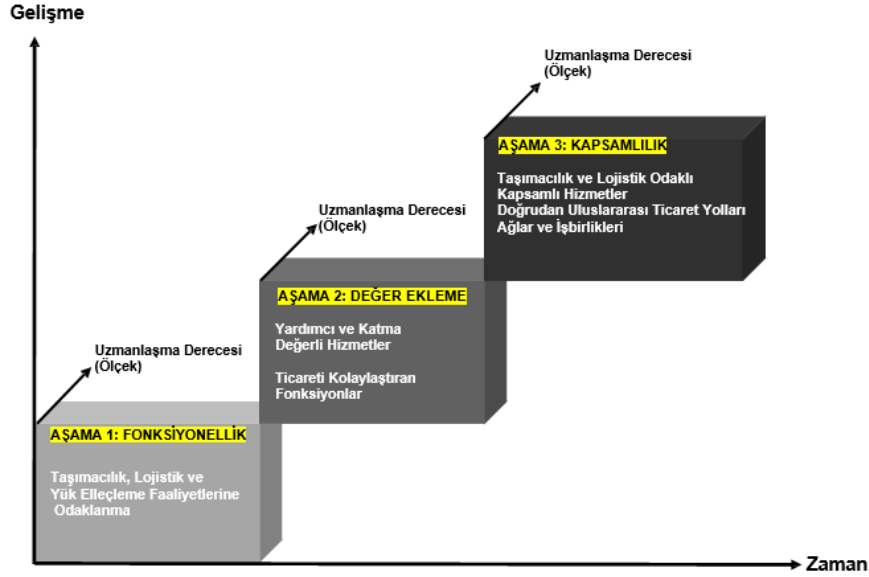 Gelişme
Uzmanlaşma Derecesi
(Ölçek)
AŞAMA 3: KAPSAMLILIK
Taşımacılık ve Lojistik Odaklı
Kapsamlı Hizmetler
Doğrudan Uluslararası Ticaret Yolları
Ağlar ve İşbirlikleri
Uzmanlaşma Derecesi
(Ölçek)
AŞAMA 2: DEĞER EKLEME
Yardımcı ve Katma
Değerli Hizmetler
Ticareti Kolaylaştıran
Fonksiyonlar
Uzmanlaşma Derecesi
(Ölçek)
AŞAMA 1: FONKSİYONELLİK
Taşımacılık, Lojistik ve
Yük Elleçleme Faaliyetlerine
Odaklanma
Zaman